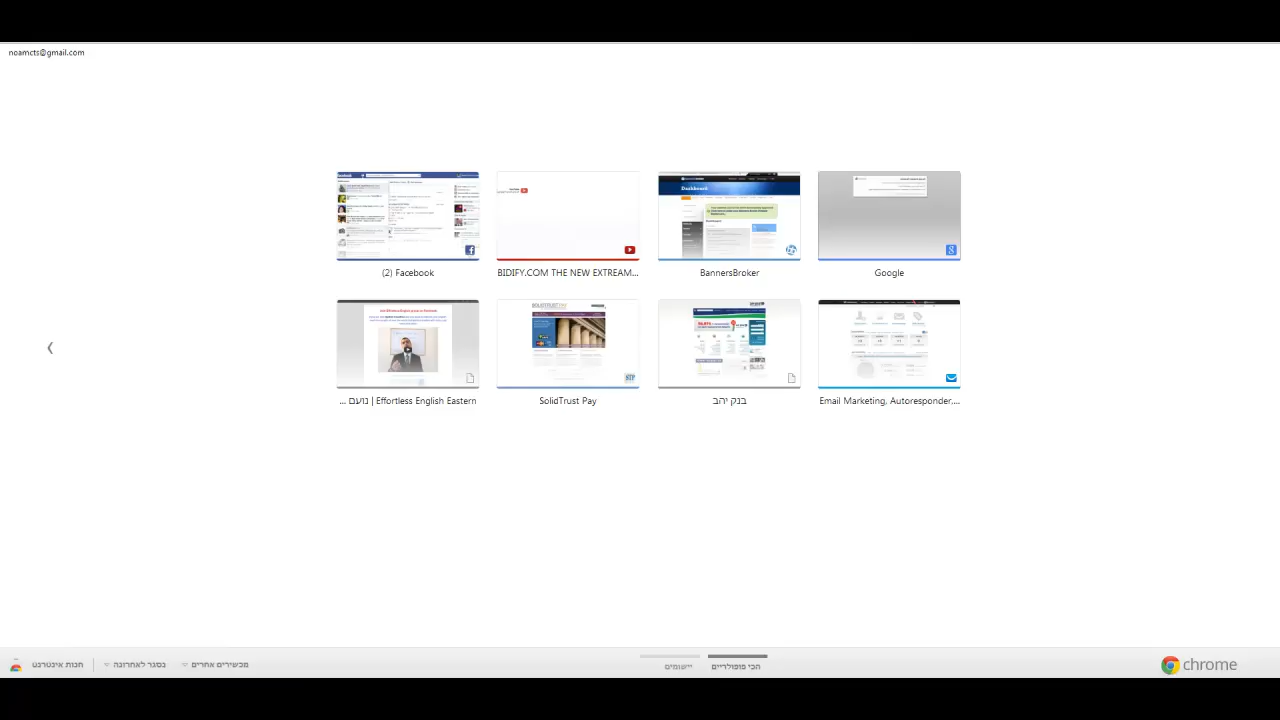 noamcts@gmail.com
(2) Facebook
BIDIFY.COM THE NEW EXTREAM...
BannersBroker
Google
... נועם | Effortless English Eastern
SolidTrust Pay
בנק יהב
Email Marketing, Autoresponder,...
חנות אינטרנט
נסגר לאחרונה
מכשירים אחרים
יישומים
הכי פופולריים
chrome